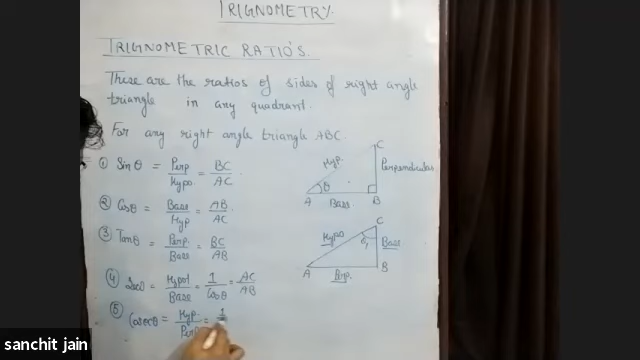 TRIGNOMETRY.
TRIGNOMETRIC RATIO'S.
These are the ratios of sides of right angle
triangle in any quadrant.
For any right angle triangle ABC.
① Sinθ = Perp / Hypo = BC / AC
② Cosθ = Base / Hyp = AB / AC
③ Tanθ = Perp. / Base = BC / AB
④ Secθ = Hypot / Base = 1 / Cosθ = AC / AB
⑤ Cosecθ = Hyp. / Perp = 1
C
Hyp.
Perpendicular
θ
A
Base
B
C
Hypo
θ₁
Base
A
Prp.
B
sanchit jain